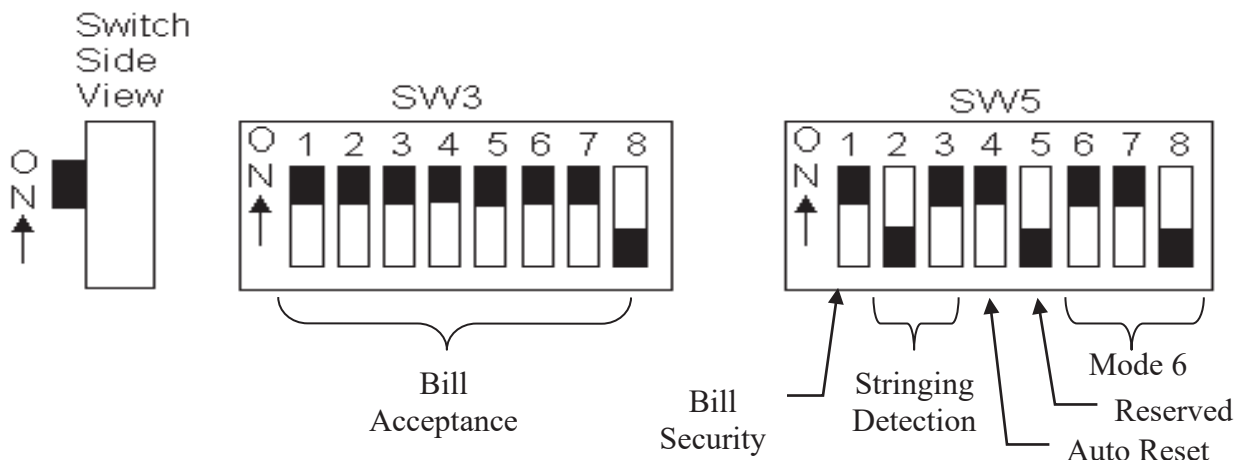 Switch
Side
View
SW3
SW5
O
N
O
N
1 2 3 4 5 6 7 8
O
N
1 2 3 4 5 6 7 8
Bill
Acceptance
Bill
Security
Stringing
Detection
Mode 6
Reserved
Auto Reset